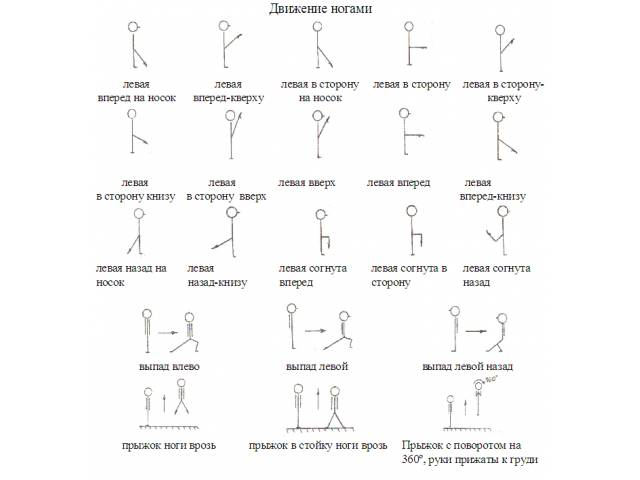 Движение ногами
левая
вперед на носок
левая
вперед-кверху
левая в сторону
на носок
левая в сторону
левая в сторону-
кверху
левая
в сторону книзу
левая
в сторону вверх
левая вверх
левая вперед
левая
вперед-книзу
левая назад на
носок
левая
назад-книзу
левая согнута
вперед
левая согнута в
сторону
левая согнута
назад
выпад влево
выпад левой
выпад левой назад
360°
прыжок ноги врозь
прыжок в стойку ноги врозь
Прыжок с поворотом на
360°, руки прижаты к груди